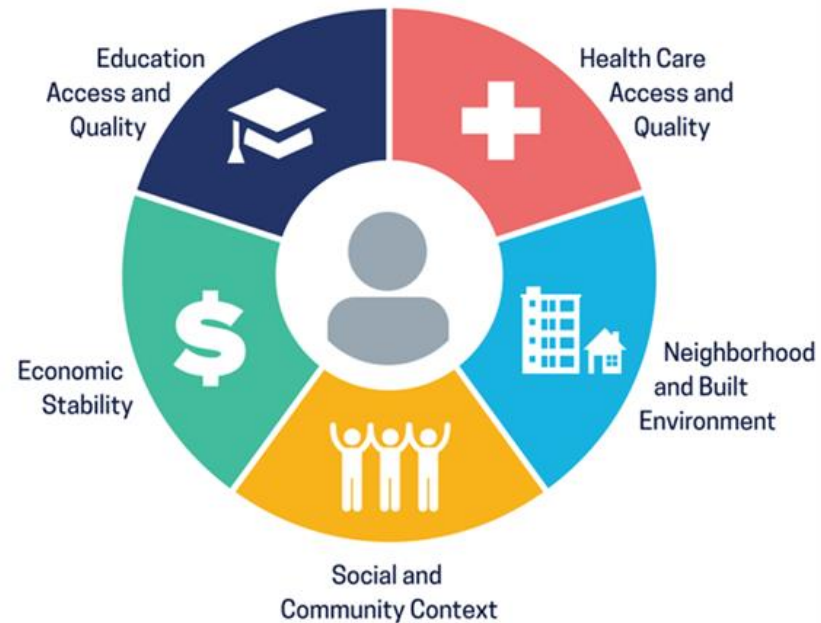 Education
Access and
Quality
Health Care
Access and
Quality
$
Economic
Stability
Neighborhood
and Built
Environment
Social and
Community Context